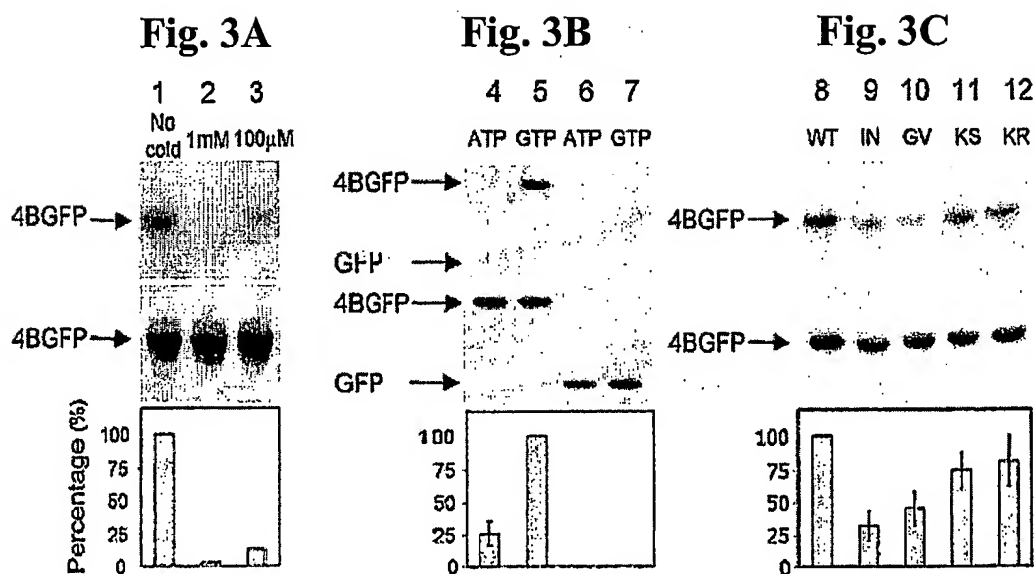 Fig. 3A
1 2 3
No cold 1mM 100µM
4BGFP
4BGFP
Percentage (%)
100
75
50
25
0
Fig. 3B
4 5 6 7
ATP GTP ATP GTP
4BGFP
GFP
4BGFP
GFP
100
75
50
25
0
Fig. 3C
8 9 10 11 12
WT IN GV KS KR
4BGFP
4BGFP
100
75
50
25
0